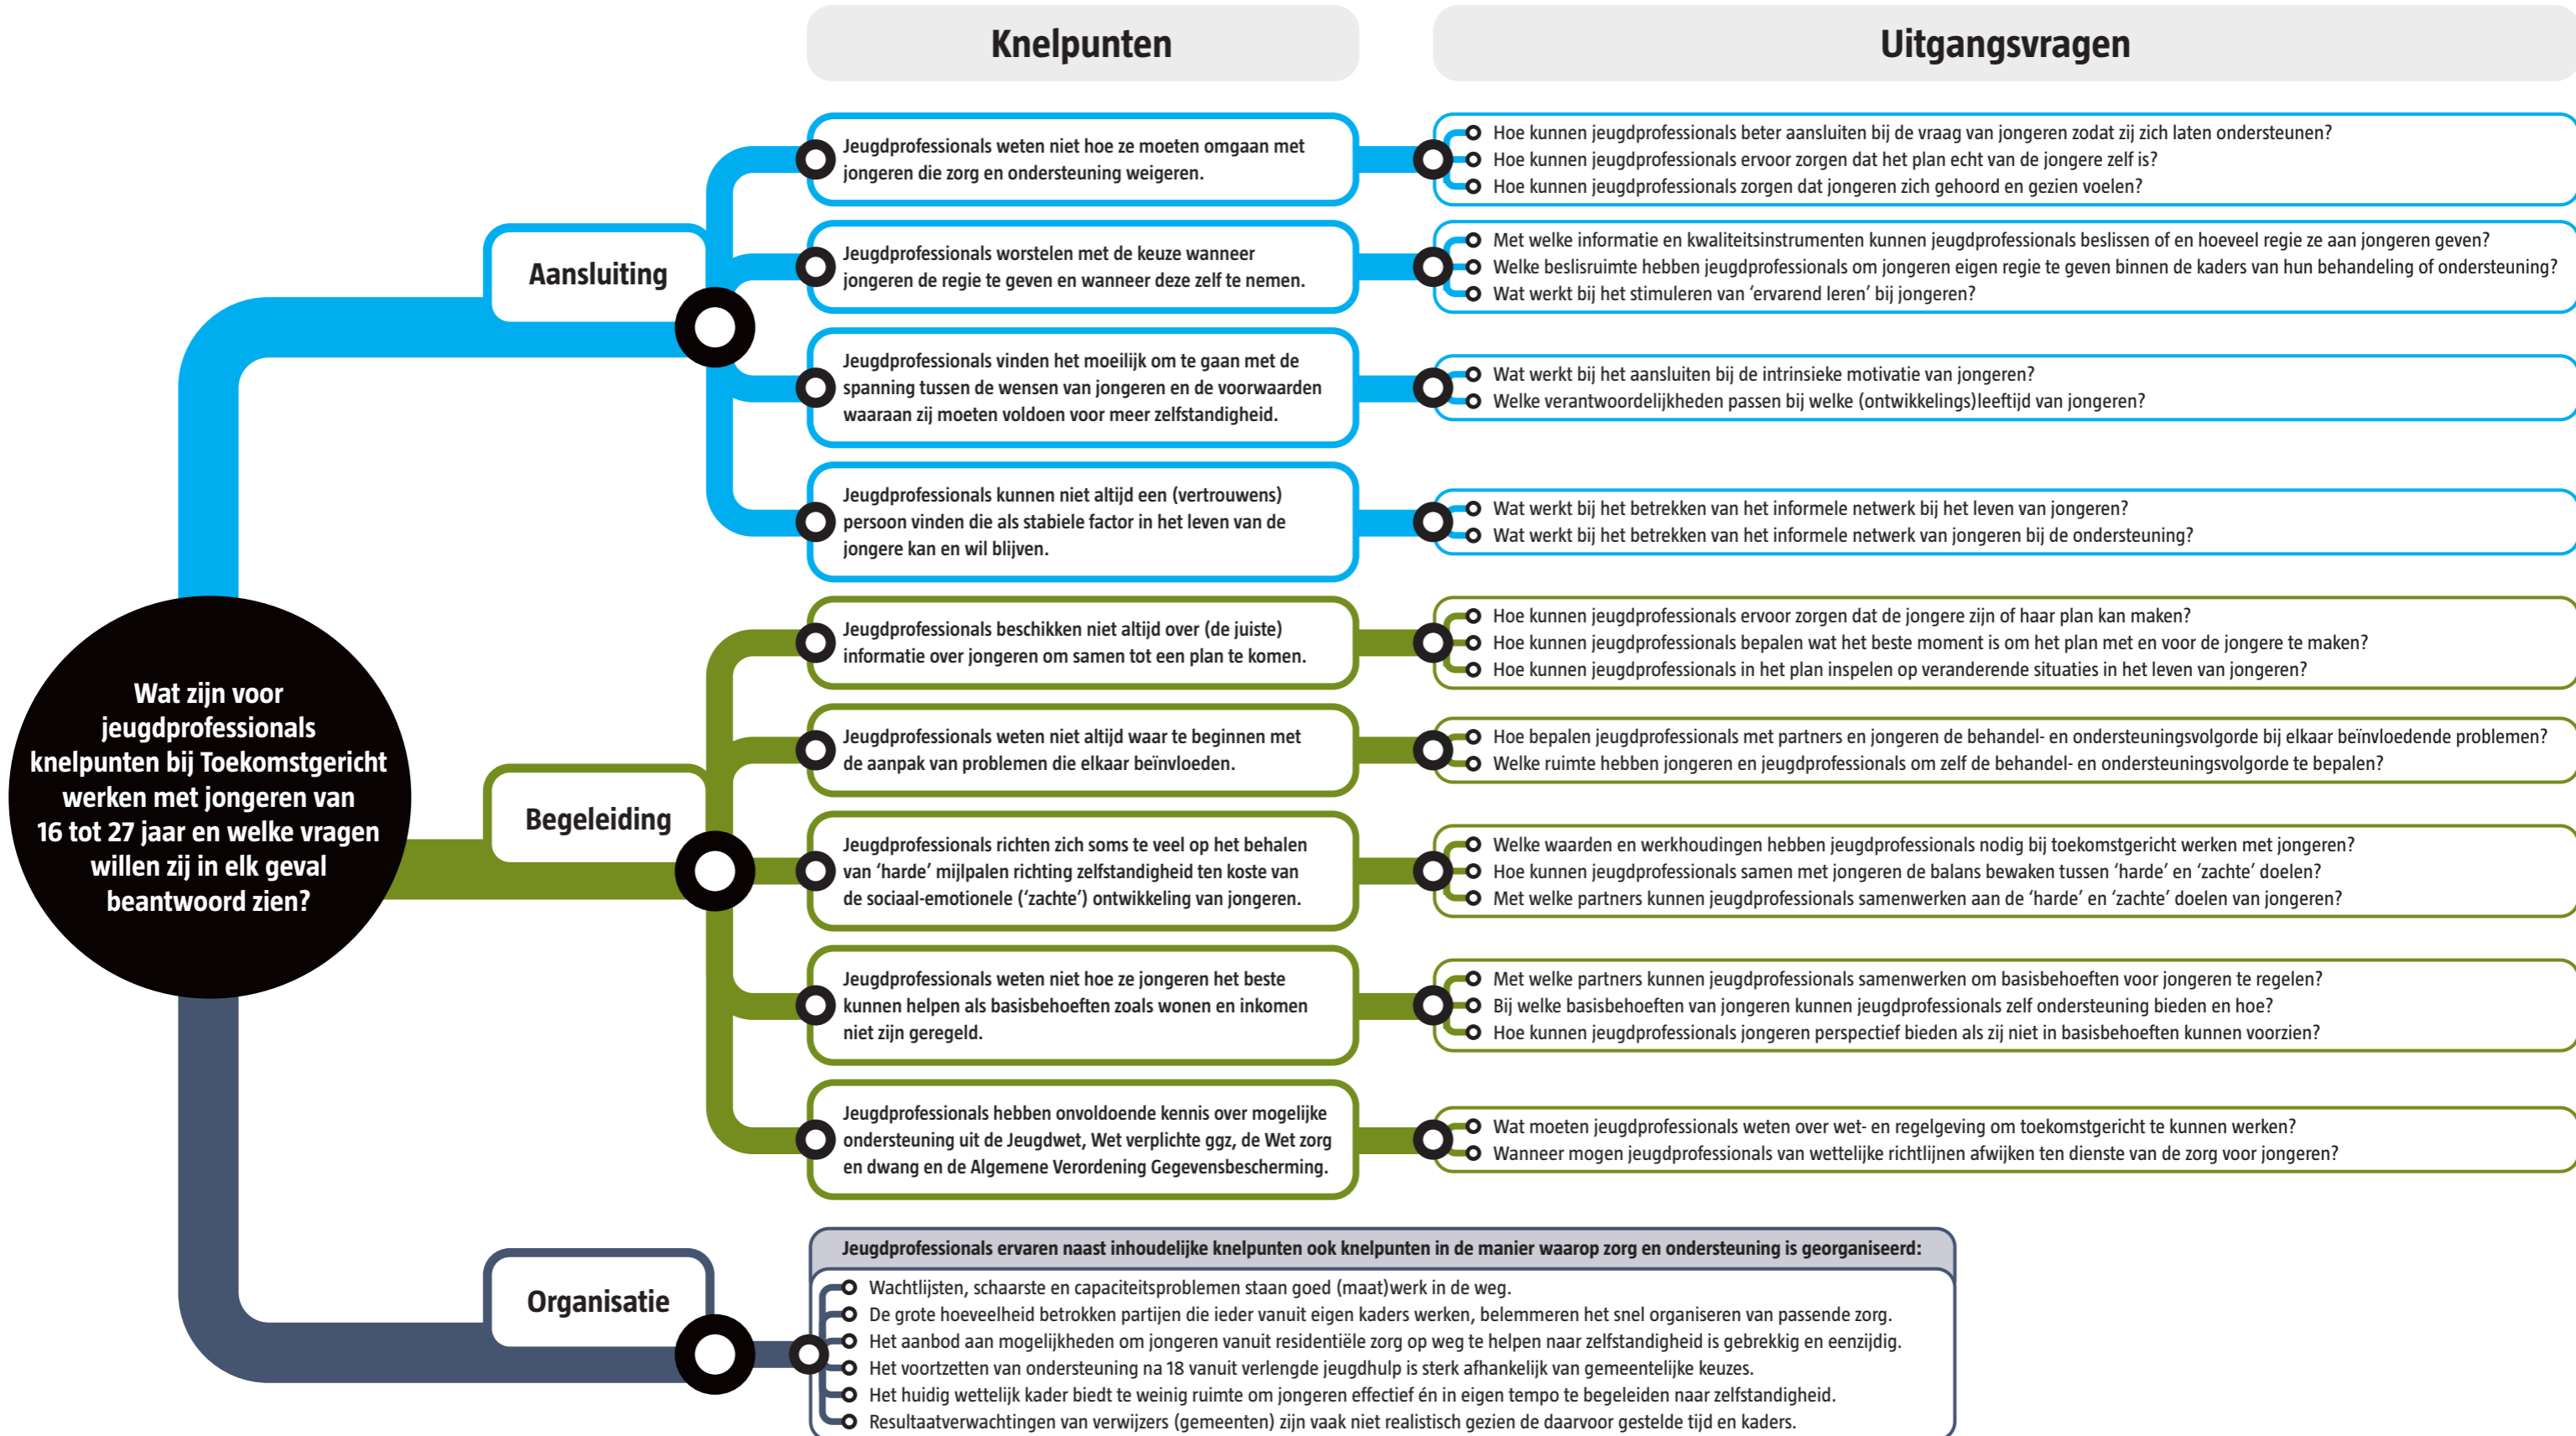 Knelpunten
Uitgangsvragen
Wat zijn voor
jeugdprofessionals
knelpunten bij Toekomstgericht
werken met jongeren van
16 tot 27 jaar en welke vragen
willen zij in elk geval
beantwoord zien?
Aansluiting
Jeugdprofessionals weten niet hoe ze moeten omgaan met
jongeren die zorg en ondersteuning weigeren.
Hoe kunnen jeugdprofessionals beter aansluiten bij de vraag van jongeren zodat zij zich laten ondersteunen?
Hoe kunnen jeugdprofessionals ervoor zorgen dat het plan echt van de jongere zelf is?
Hoe kunnen jeugdprofessionals zorgen dat jongeren zich gehoord en gezien voelen?
Jeugdprofessionals worstelen met de keuze wanneer
jongeren de regie te geven en wanneer deze zelf te nemen.
Met welke informatie en kwaliteitsinstrumenten kunnen jeugdprofessionals beslissen of en hoeveel regie ze aan jongeren geven?
Welke beslisruimte hebben jeugdprofessionals om jongeren eigen regie te geven binnen de kaders van hun behandeling of ondersteuning?
Wat werkt bij het stimuleren van ‘ervarend leren’ bij jongeren?
Jeugdprofessionals vinden het moeilijk om te gaan met de
spanning tussen de wensen van jongeren en de voorwaarden
waaraan zij moeten voldoen voor meer zelfstandigheid.
Wat werkt bij het aansluiten bij de intrinsieke motivatie van jongeren?
Welke verantwoordelijkheden passen bij welke (ontwikkelings)leeftijd van jongeren?
Jeugdprofessionals kunnen niet altijd een (vertrouwens)
persoon vinden die als stabiele factor in het leven van de
jongere kan en wil blijven.
Wat werkt bij het betrekken van het informele netwerk bij het leven van jongeren?
Wat werkt bij het betrekken van het informele netwerk van jongeren bij de ondersteuning?
Begeleiding
Jeugdprofessionals beschikken niet altijd over (de juiste)
informatie over jongeren om samen tot een plan te komen.
Hoe kunnen jeugdprofessionals ervoor zorgen dat de jongere zijn of haar plan kan maken?
Hoe kunnen jeugdprofessionals bepalen wat het beste moment is om het plan met en voor de jongere te maken?
Hoe kunnen jeugdprofessionals in het plan inspelen op veranderende situaties in het leven van jongeren?
Jeugdprofessionals weten niet altijd waar te beginnen met
de aanpak van problemen die elkaar beïnvloeden.
Hoe bepalen jeugdprofessionals met partners en jongeren de behandel- en ondersteuningsvolgorde bij elkaar beïnvloedende problemen?
Welke ruimte hebben jongeren en jeugdprofessionals om zelf de behandel- en ondersteuningsvolgorde te bepalen?
Jeugdprofessionals richten zich soms te veel op het behalen
van ‘harde’ mijlpalen richting zelfstandigheid ten koste van
de sociaal-emotionele (‘zachte’) ontwikkeling van jongeren.
Welke waarden en werkhoudingen hebben jeugdprofessionals nodig bij toekomstgericht werken met jongeren?
Hoe kunnen jeugdprofessionals samen met jongeren de balans bewaken tussen ‘harde’ en ‘zachte’ doelen?
Met welke partners kunnen jeugdprofessionals samenwerken aan de ‘harde’ en ‘zachte’ doelen van jongeren?
Jeugdprofessionals weten niet hoe ze jongeren het beste
kunnen helpen als basisbehoeften zoals wonen en inkomen
niet zijn geregeld.
Met welke partners kunnen jeugdprofessionals samenwerken om basisbehoeften voor jongeren te regelen?
Bij welke basisbehoeften van jongeren kunnen jeugdprofessionals zelf ondersteuning bieden en hoe?
Hoe kunnen jeugdprofessionals jongeren perspectief bieden als zij niet in basisbehoeften kunnen voorzien?
Jeugdprofessionals hebben onvoldoende kennis over mogelijke
ondersteuning uit de Jeugdwet, Wet verplichte ggz, de Wet zorg
en dwang en de Algemene Verordening Gegevensbescherming.
Wat moeten jeugdprofessionals weten over wet- en regelgeving om toekomstgericht te kunnen werken?
Wanneer mogen jeugdprofessionals van wettelijke richtlijnen afwijken ten dienste van de zorg voor jongeren?
Organisatie
Jeugdprofessionals ervaren naast inhoudelijke knelpunten ook knelpunten in de manier waarop zorg en ondersteuning is georganiseerd:
Wachtlijsten, schaarste en capaciteitsproblemen staan goed (maat)werk in de weg.
De grote hoeveelheid betrokken partijen die ieder vanuit eigen kaders werken, belemmeren het snel organiseren van passende zorg.
Het aanbod aan mogelijkheden om jongeren vanuit residentiële zorg op weg te helpen naar zelfstandigheid is gebrekkig en eenzijdig.
Het voortzetten van ondersteuning na 18 vanuit verlengde jeugdhulp is sterk afhankelijk van gemeentelijke keuzes.
Het huidig wettelijk kader biedt te weinig ruimte om jongeren effectief én in eigen tempo te begeleiden naar zelfstandigheid.
Resultaatverwachtingen van verwijzers (gemeenten) zijn vaak niet realistisch gezien de daarvoor gestelde tijd en kaders.